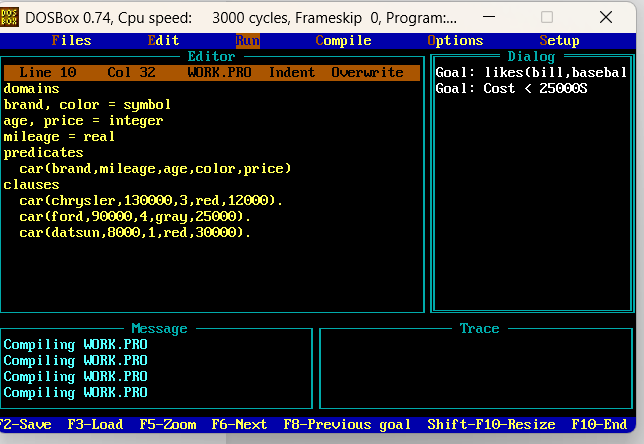 DOS
BOX
DOSBox 0.74, Cpu speed: 3000 cycles, Frameskip 0, Program:...
Files Edit Run Compile Options Setup
Editor
Line 10 Col 32 WORK.PRO Indent Overwrite
domains
brand, color = symbol
age, price = integer
mileage = real
predicates
car(brand,mileage,age,color,price)
clauses
car(chrysler,130000,3,red,12000).
car(ford,90000,4,gray,25000).
car(datsun,8000,1,red,30000).
Dialog
Goal: likes(bill,basebal
Goal: Cost < 25000S
Message
Compiling WORK.PRO
Compiling WORK.PRO
Compiling WORK.PRO
Compiling WORK.PRO
Trace
F2-Save F3-Load F5-Zoom F6-Next F8-Previous goal Shift-F10-Resize F10-End